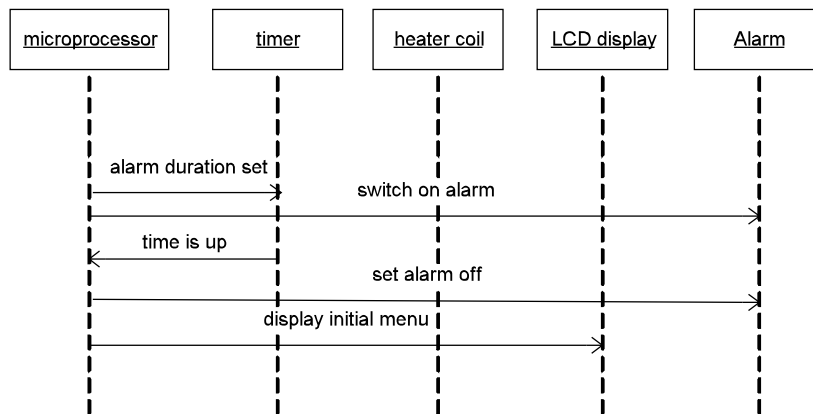 microprocessor
timer
heater coil
LCD display
Alarm
alarm duration set
switch on alarm
time is up
set alarm off
display initial menu